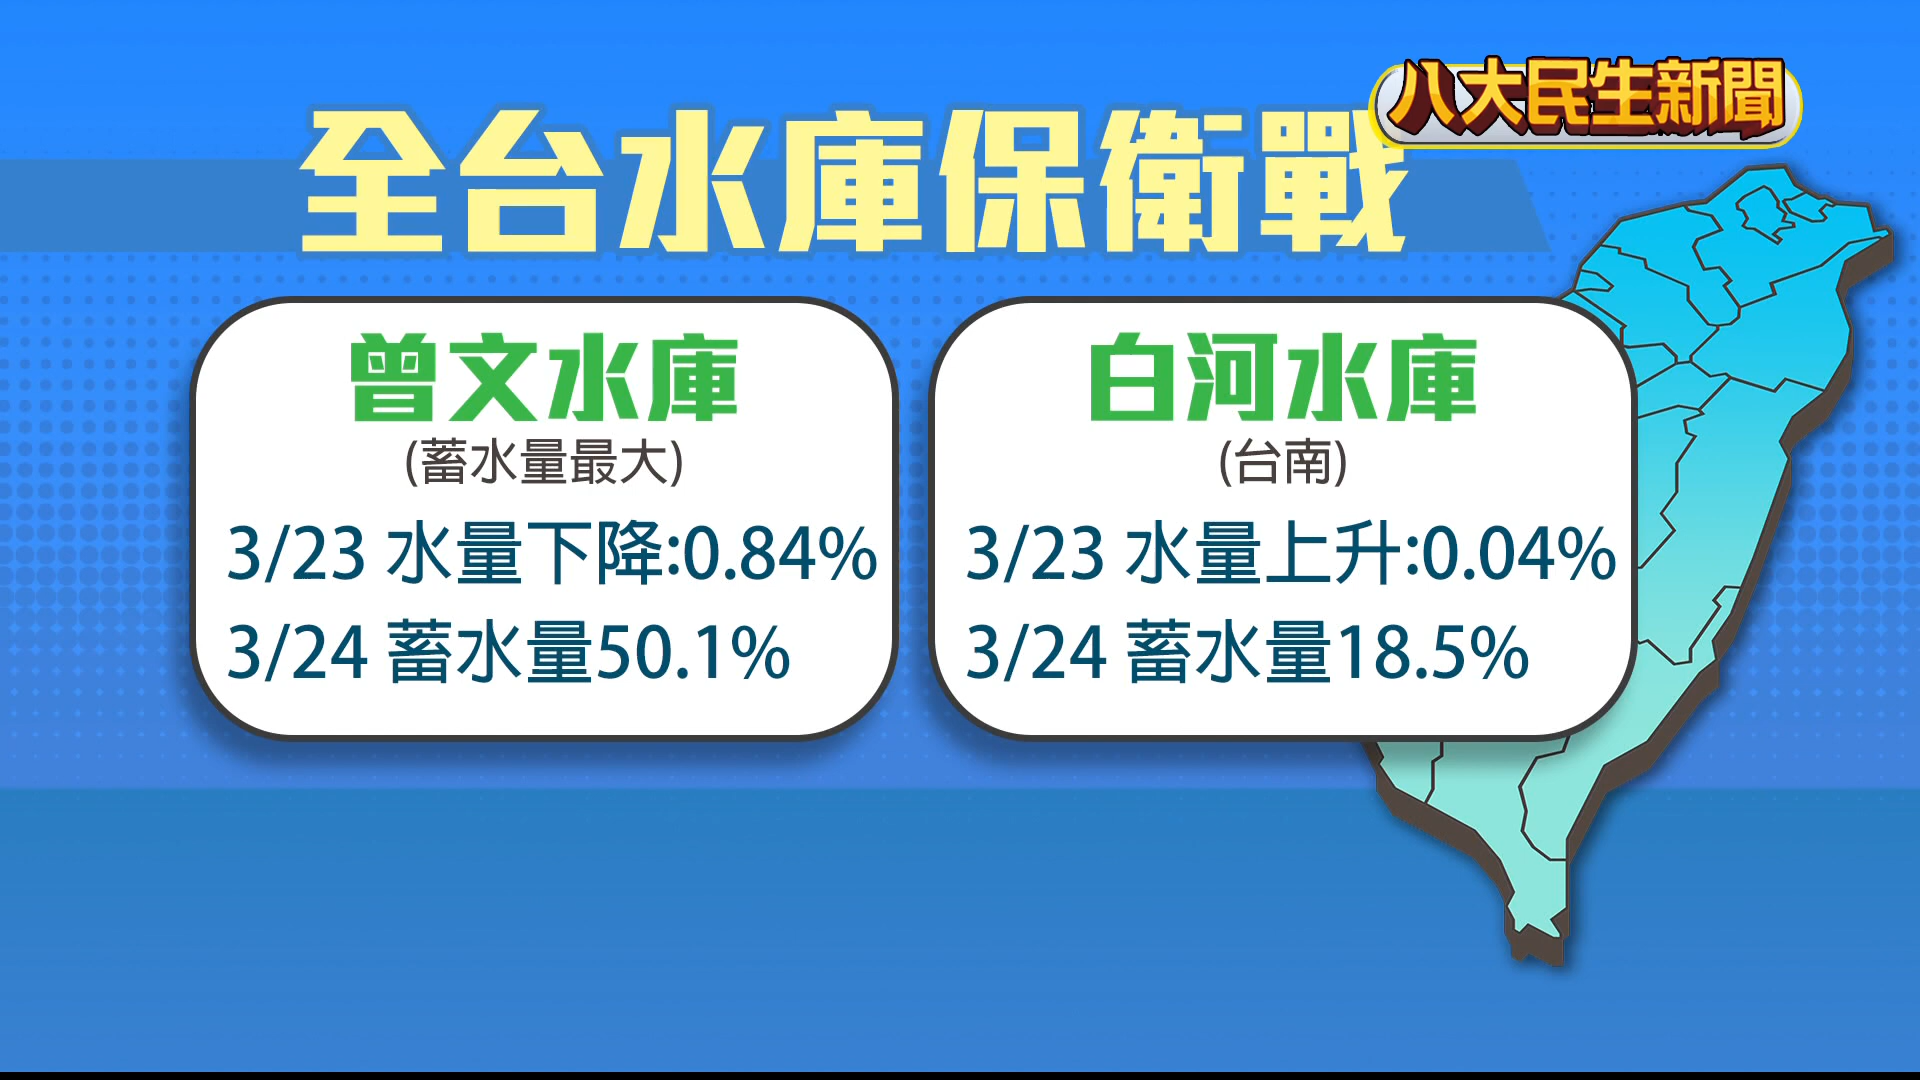 八大民生新聞
全台水庫保衛戰
曾文水庫
(蓄水量最大)
3/23 水量下降:0.84%
3/24 蓄水量50.1%
白河水庫
(台南)
3/23 水量上升:0.04%
3/24 蓄水量18.5%